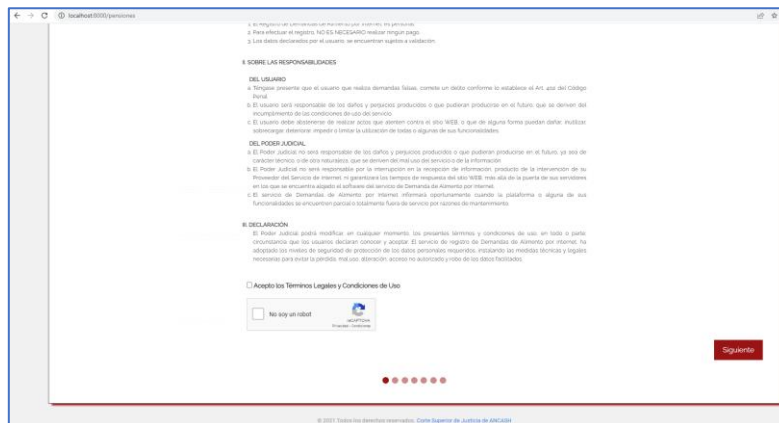 localhost:8000/pensiones
1. El Registro de Demandas de Alimento por Internet, es personal.
2. Para efectuar el registro, NO ES NECESARIO realizar ningún pago.
3. Los datos declarados por el usuario, se encuentran sujetos a validación.
II. SOBRE LAS RESPONSABILIDADES
DEL USUARIO
a. Téngase presente que el usuario que realiza demandas falsas, comete un delito conforme lo establece el Art. 402 del Código
Penal.
b. El usuario será responsable de los daños y perjuicios producidos o que pudieran producirse en el futuro, que se deriven del
incumplimiento de las condiciones de uso del servicio.
c. El usuario debe abstenerse de realizar actos que atenten contra el sitio WEB, o que de alguna forma puedan dañar, inutilizar,
sobrecargar, deteriorar, impedir o limitar la utilización de todas o algunas de sus funcionalidades.
DEL PODER JUDICIAL
a. El Poder Judicial no será responsable de los daños y perjuicios producidos o que pudieran producirse en el futuro, ya sea de
carácter técnico, o de otra naturaleza, que se deriven del mal uso del servicio o de la información.
b. El Poder Judicial no será responsable por la interrupción en la recepción de información, producto de la intervención de su
Proveedor del Servicio de Internet, ni garantizará los tiempos de respuesta del sitio WEB, más allá de la puerta de sus servidores
en los que se encuentra alojado el software del servicio de Demanda de Alimento por internet.
c. El servicio de Demandas de Alimento por internet informará oportunamente cuando la plataforma o alguna de sus
funcionalidades se encuentren parcial o totalmente fuera de servicio por razones de mantenimiento.
III. DECLARACIÓN
El Poder Judicial podrá modificar en cualquier momento, los presentes términos y condiciones de uso, en todo o parte,
circunstancia que los usuarios declaran conocer y aceptar. El servicio de registro de Demandas de Alimento por internet, ha
adoptado los niveles de seguridad de protección de los datos personales requeridos, instalando las medidas técnicas y legales
necesarias para evitar la pérdida, mal uso, alteración, acceso no autorizado y robo de los datos facilitados.
Acepto los Términos Legales y Condiciones de Uso
No soy un robot
reCAPTCHA
Privacidad - Condiciones
Siguiente
© 2021 Todos los derechos reservados. Corte Superior de Justicia de ANCASH